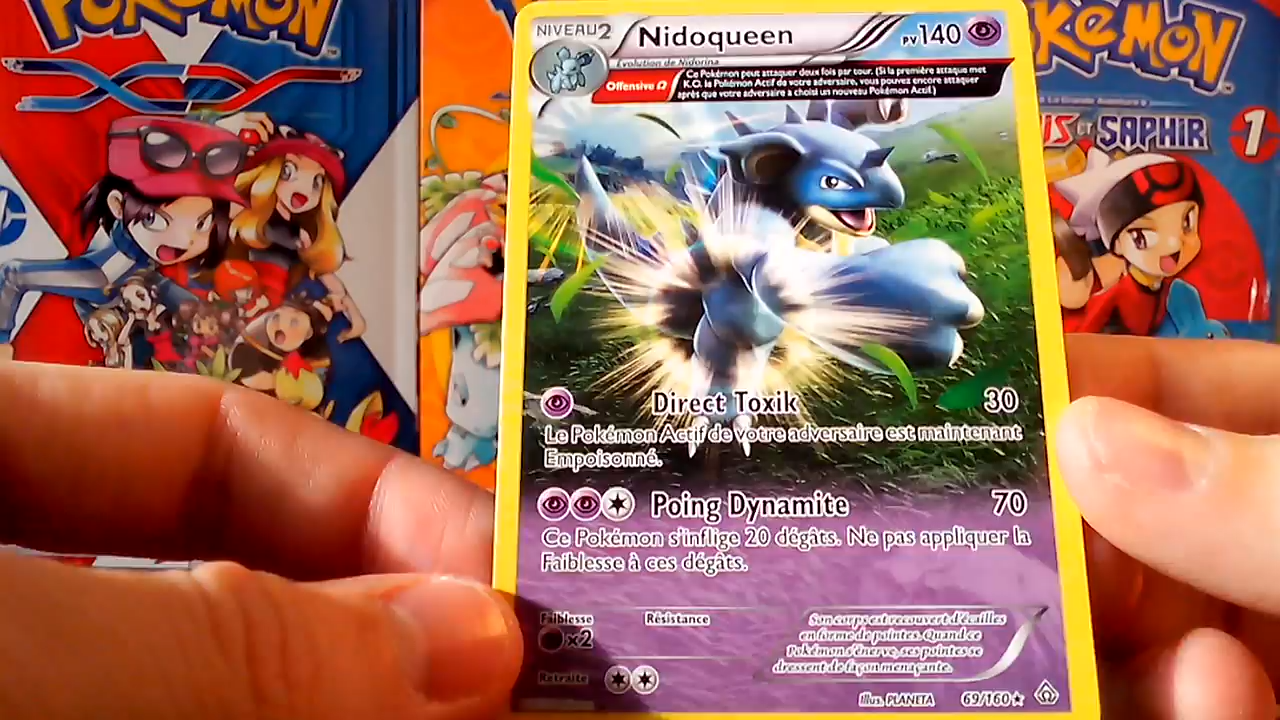 POKÉMON
NIVEAU2
Nidoqueen
PV140
Évolution de Nidorina
Offensive Ω
Ce Pokémon peut attaquer deux fois par tour. (Si la première attaque met
K.O. le Pokémon Actif de votre adversaire, vous pouvez encore attaquer
après que votre adversaire a choisi un nouveau Pokémon Actif.)
Direct Toxik 30
Le Pokémon Actif de votre adversaire est maintenant
Empoisonné.
Poing Dynamite 70
Ce Pokémon s'inflige 20 dégâts. Ne pas appliquer la
Faiblesse à ces dégâts.
Faiblesse
x2
Résistance
Retraite
Son corps est recouvert d'écailles
en forme de pointes. Quand ce
Pokémon s'énerve, ses pointes se
dressent de façon menaçante.
Illus. PLANETA
69/160★
KéMON
IS ET SAPHIR
1